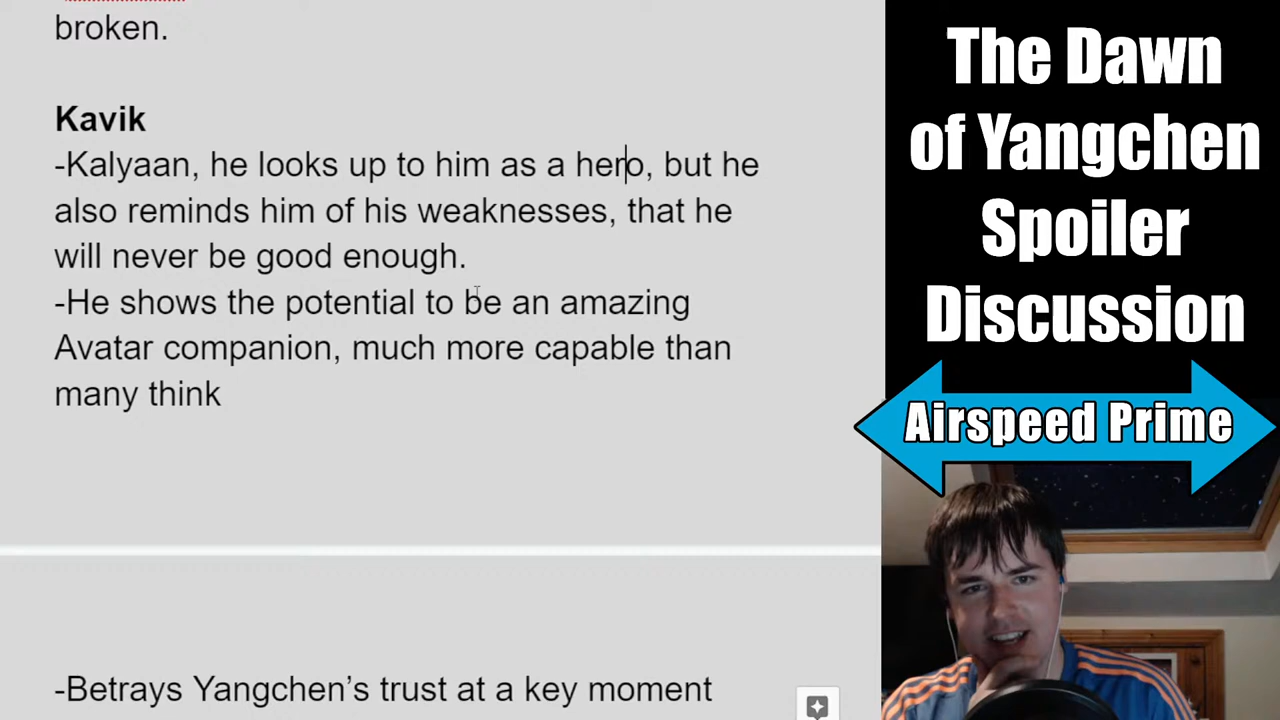 broken.
Kavik
-Kalyaan, he looks up to him as a hero, but he
also reminds him of his weaknesses, that he
will never be good enough.
-He shows the potential to be an amazing
Avatar companion, much more capable than
many think
-Betrays Yangchen’s trust at a key moment
The Dawn
of Yangchen
Spoiler
Discussion
Airspeed Prime